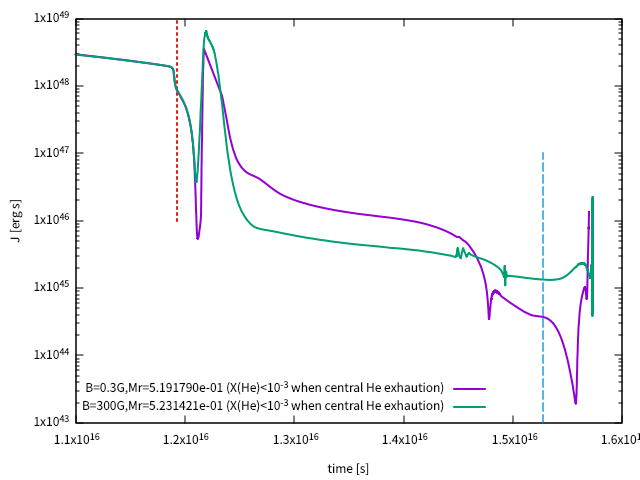 1x10^49
1x10^48
1x10^47
1x10^46
1x10^45
1x10^44
1x10^43
J [erg s]
B=0.3G,Mr=5.191790e-01 (X(He)<10^-3 when central He exhaution)
B=300G,Mr=5.231421e-01 (X(He)<10^-3 when central He exhaution)
1.1x10^16 1.2x10^16 1.3x10^16 1.4x10^16 1.5x10^16 1.6x10^1
time [s]